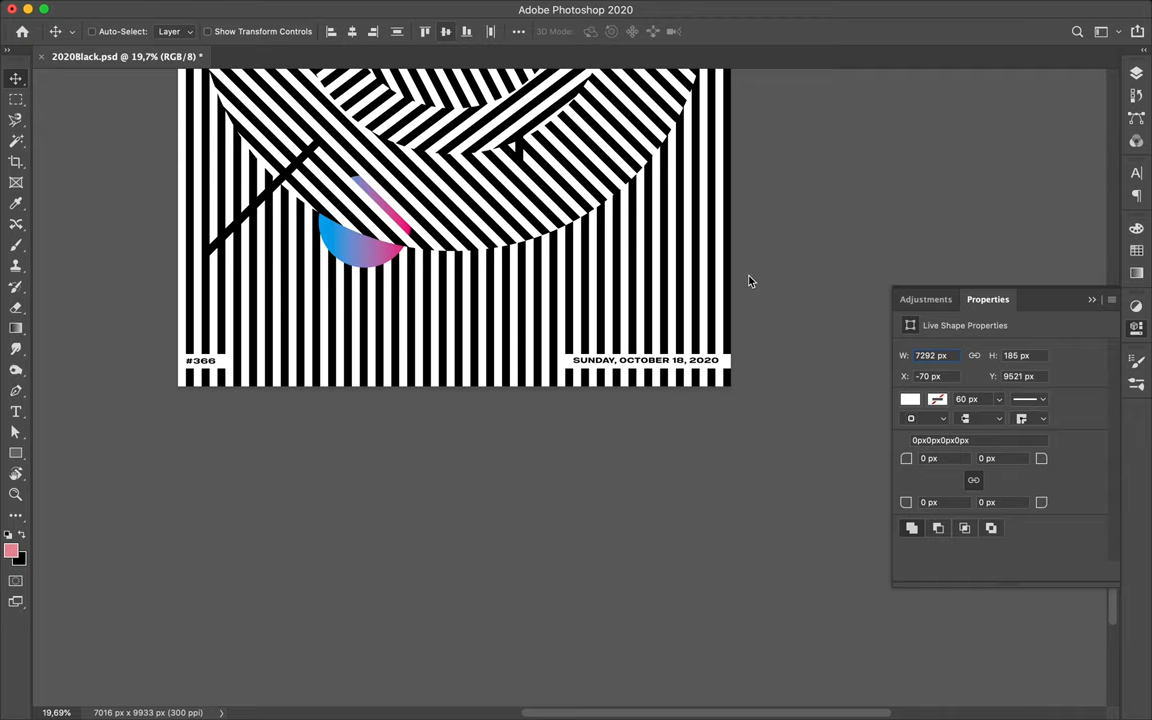 Adobe Photoshop 2020
Auto-Select:
Layer
Show Transform Controls
3D Mode:
2020Black.psd @ 19,7% (RGB/8) *
#366
SUNDAY, OCTOBER 18, 2020
Adjustments
Properties
Live Shape Properties
W: 7292 px
H: 185 px
X: -70 px
Y: 9521 px
60 px
0px0px0px0px
0 px
0 px
0 px
0 px
19,69%
7016 px x 9933 px (300 ppi)